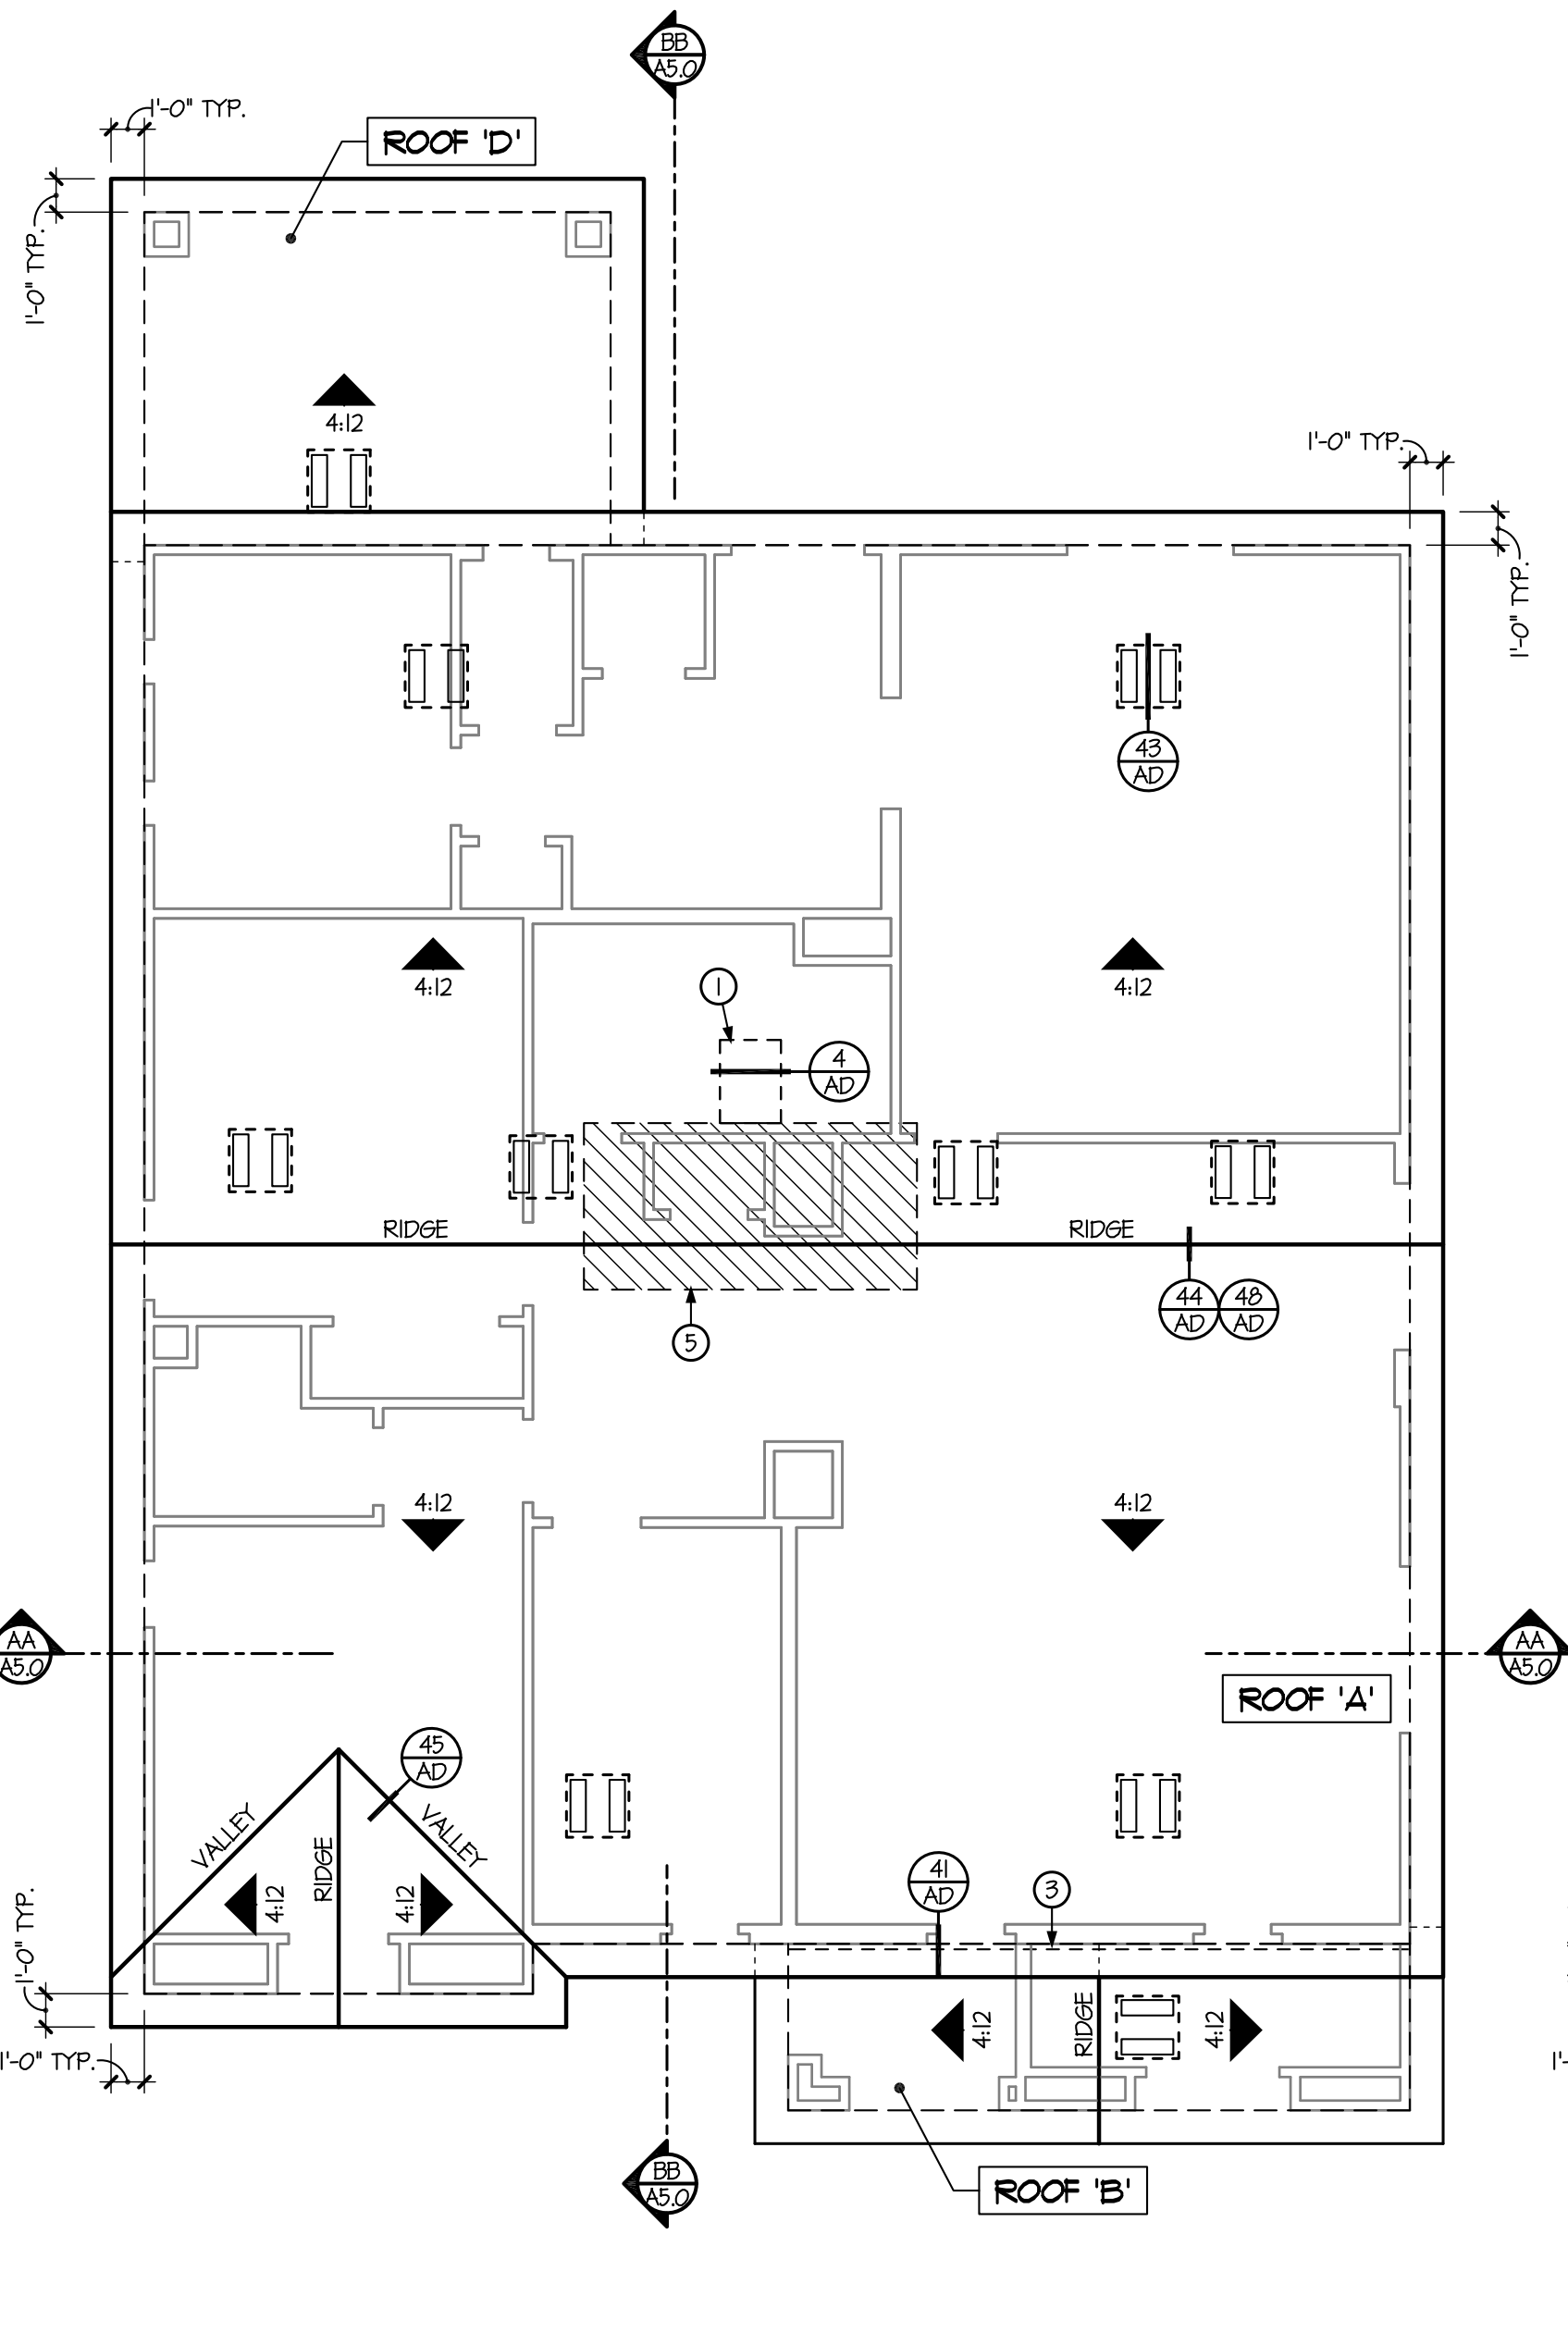 BB
A5.0
1'-0" TYP.
ROOF 'D'
1'-0" TYP.
4:12
1'-0" TYP.
1'-0" TYP.
43
AD
4:12
4:12
1
4
AD
RIDGE
RIDGE
44
AD
48
AD
5
4:12
4:12
AA
A5.0
AA
A5.0
ROOF 'A'
45
AD
VALLEY
VALLEY
RIDGE
4:12
4:12
41
AD
3
1'-0" TYP.
1'-0" TYP.
RIDGE
4:12
4:12
1'-
BB
A5.0
ROOF 'B'